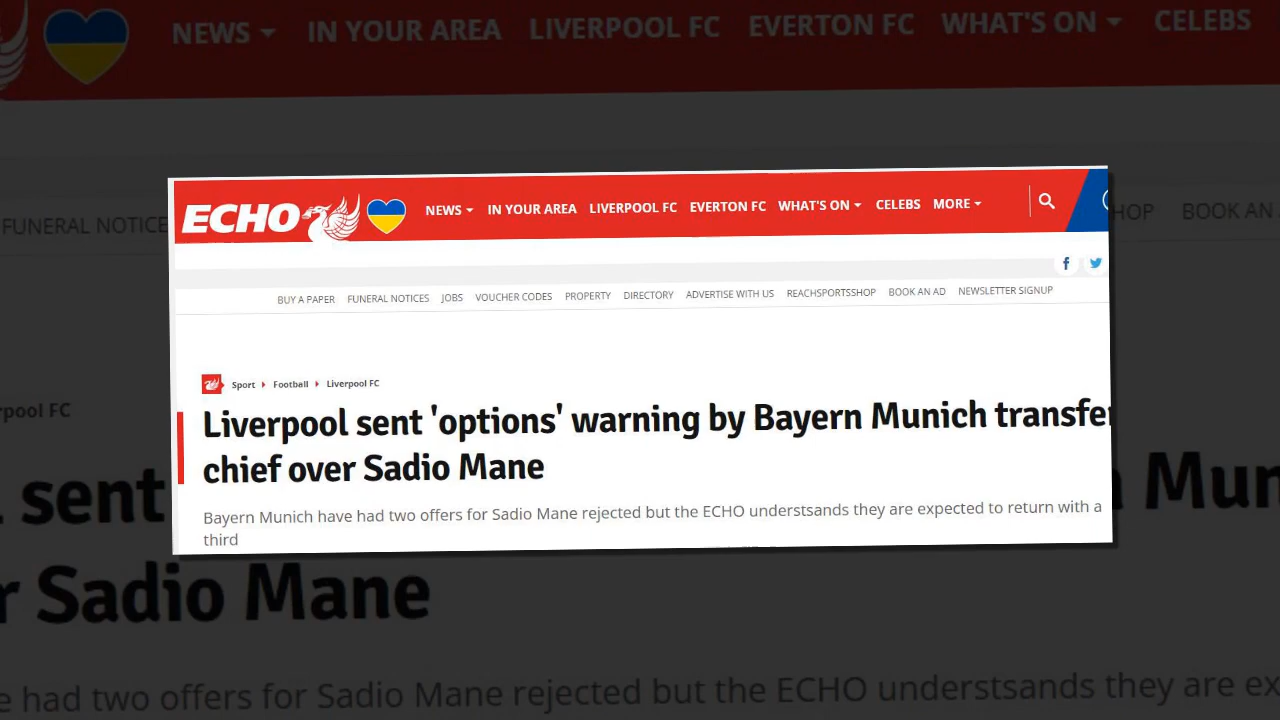 NEWS IN YOUR AREA LIVERPOOL FC EVERTON FC WHAT'S ON CELEBS
FUNERAL NOTICE
HOP BOOK AN
ECHO NEWS IN YOUR AREA LIVERPOOL FC EVERTON FC WHAT'S ON CELEBS MORE
BUY A PAPER FUNERAL NOTICES JOBS VOUCHER CODES PROPERTY DIRECTORY ADVERTISE WITH US REACHSPORTSSHOP BOOK AN AD NEWSLETTER SIGNUP
Sport Football Liverpool FC
Liverpool sent 'options' warning by Bayern Munich transfer
chief over Sadio Mane
Bayern Munich have had two offers for Sadio Mane rejected but the ECHO understsands they are expected to return with a
third
rpool FC
sent
Mun
r Sadio Mane
e had two offers for Sadio Mane rejected but the ECHO understsands they are ex